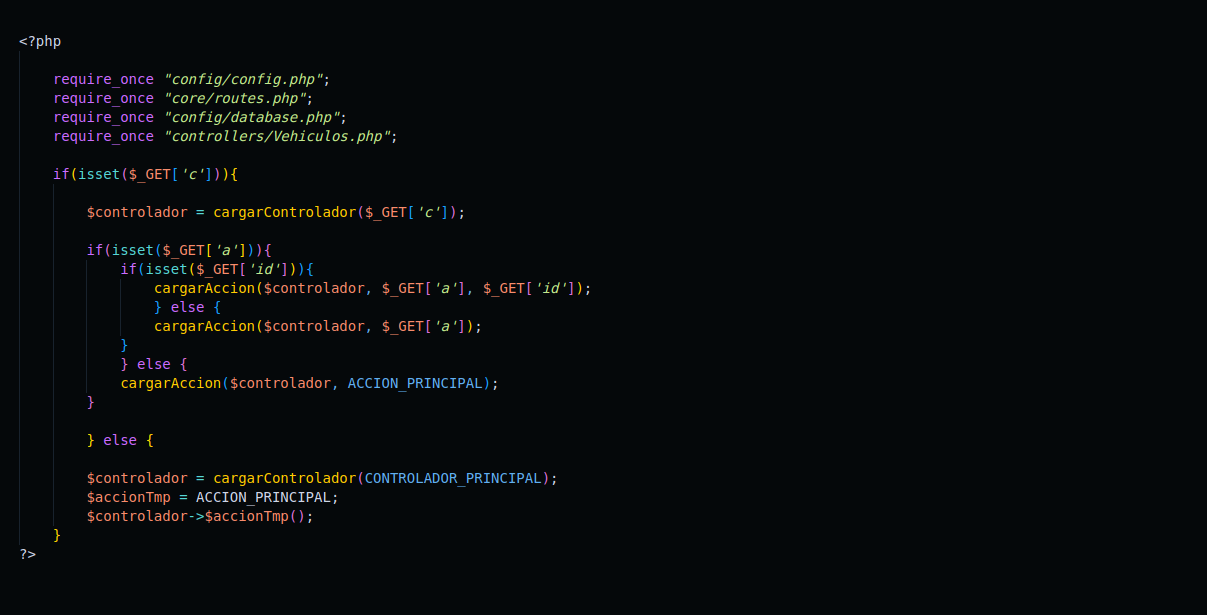 <?php
require_once "config/config.php";
require_once "core/routes.php";
require_once "config/database.php";
require_once "controllers/Vehiculos.php";
if(isset($_GET['c'])){
$controlador = cargarControlador($_GET['c']);
if(isset($_GET['a'])){
if(isset($_GET['id'])){
cargarAccion($controlador, $_GET['a'], $_GET['id']);
} else {
cargarAccion($controlador, $_GET['a']);
}
} else {
cargarAccion($controlador, ACCION_PRINCIPAL);
}
} else {
$controlador = cargarControlador(CONTROLADOR_PRINCIPAL);
$accionTmp = ACCION_PRINCIPAL;
$controlador->$accionTmp();
}
?>